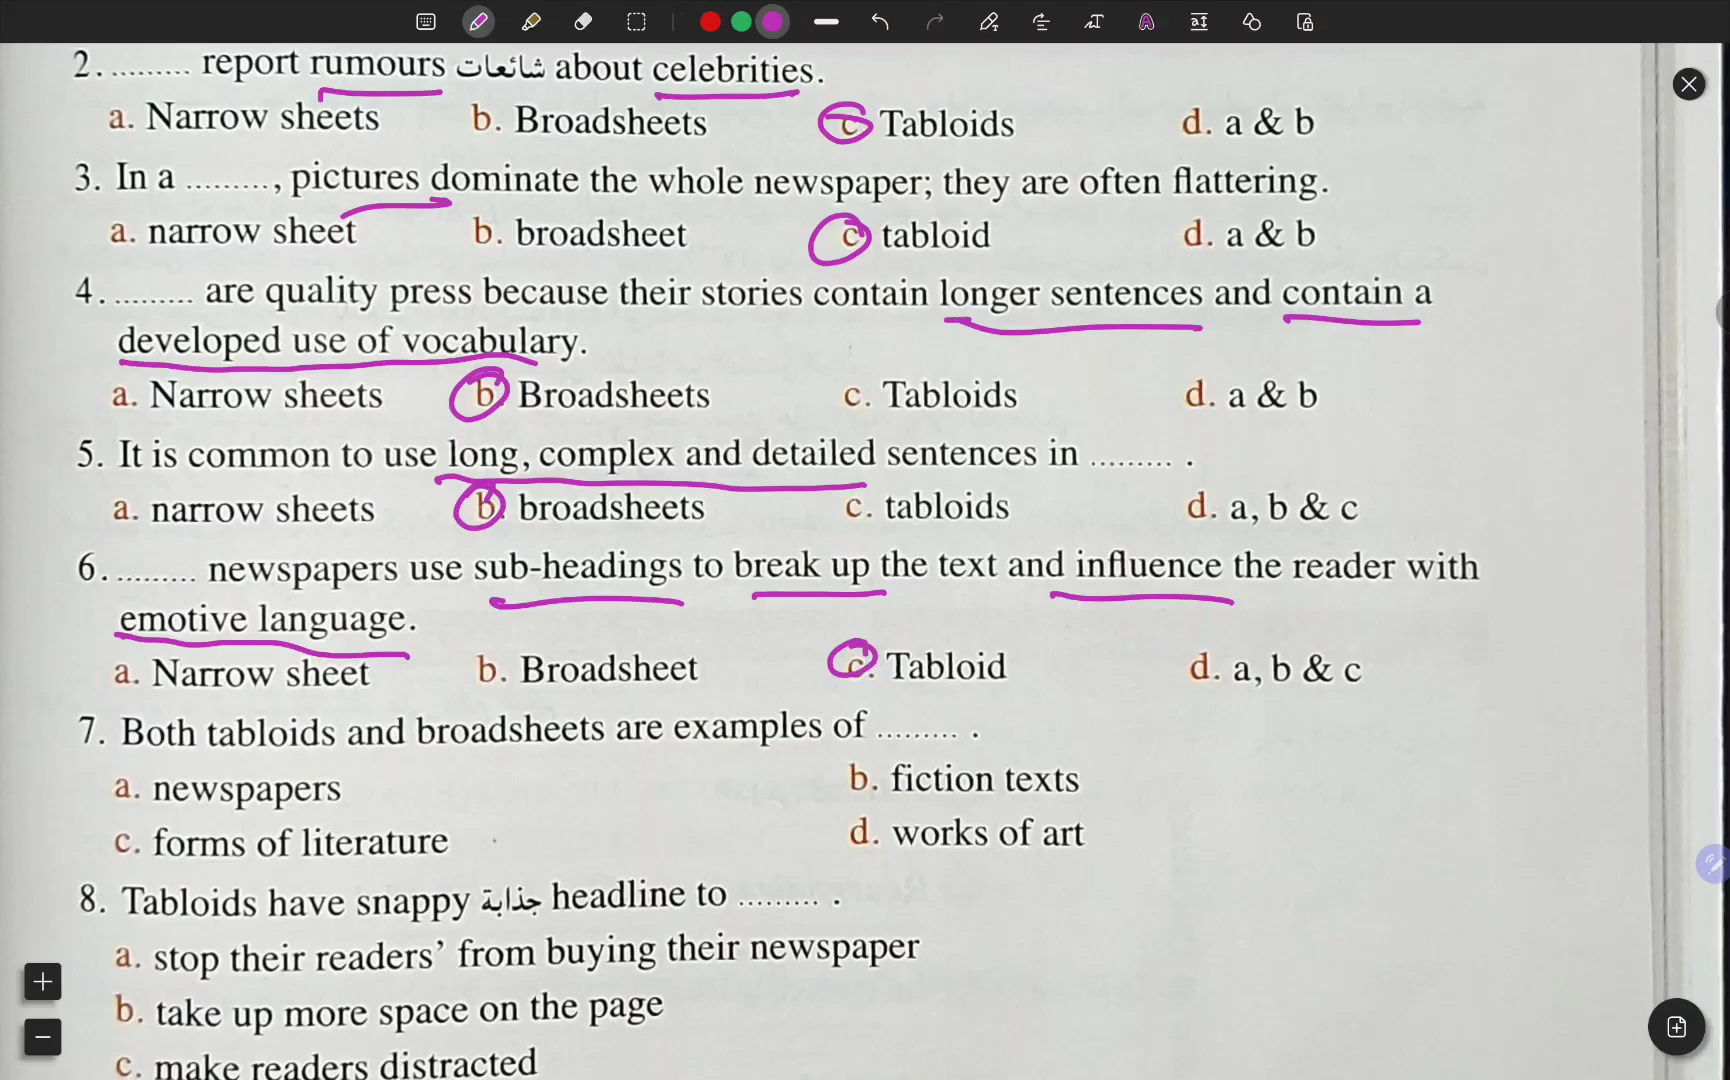 2. ......... report rumours شائعات about celebrities.
a. Narrow sheets b. Broadsheets c. Tabloids d. a & b
3. In a ........., pictures dominate the whole newspaper; they are often flattering.
a. narrow sheet b. broadsheet c. tabloid d. a & b
4. ......... are quality press because their stories contain longer sentences and contain a
developed use of vocabulary.
a. Narrow sheets b. Broadsheets c. Tabloids d. a & b
5. It is common to use long, complex and detailed sentences in ......... .
a. narrow sheets b. broadsheets c. tabloids d. a, b & c
6. ......... newspapers use sub-headings to break up the text and influence the reader with
emotive language.
a. Narrow sheet b. Broadsheet c. Tabloid d. a, b & c
7. Both tabloids and broadsheets are examples of ......... .
a. newspapers b. fiction texts
c. forms of literature d. works of art
8. Tabloids have snappy جذابة headline to ......... .
a. stop their readers’ from buying their newspaper
b. take up more space on the page
c. make readers distracted